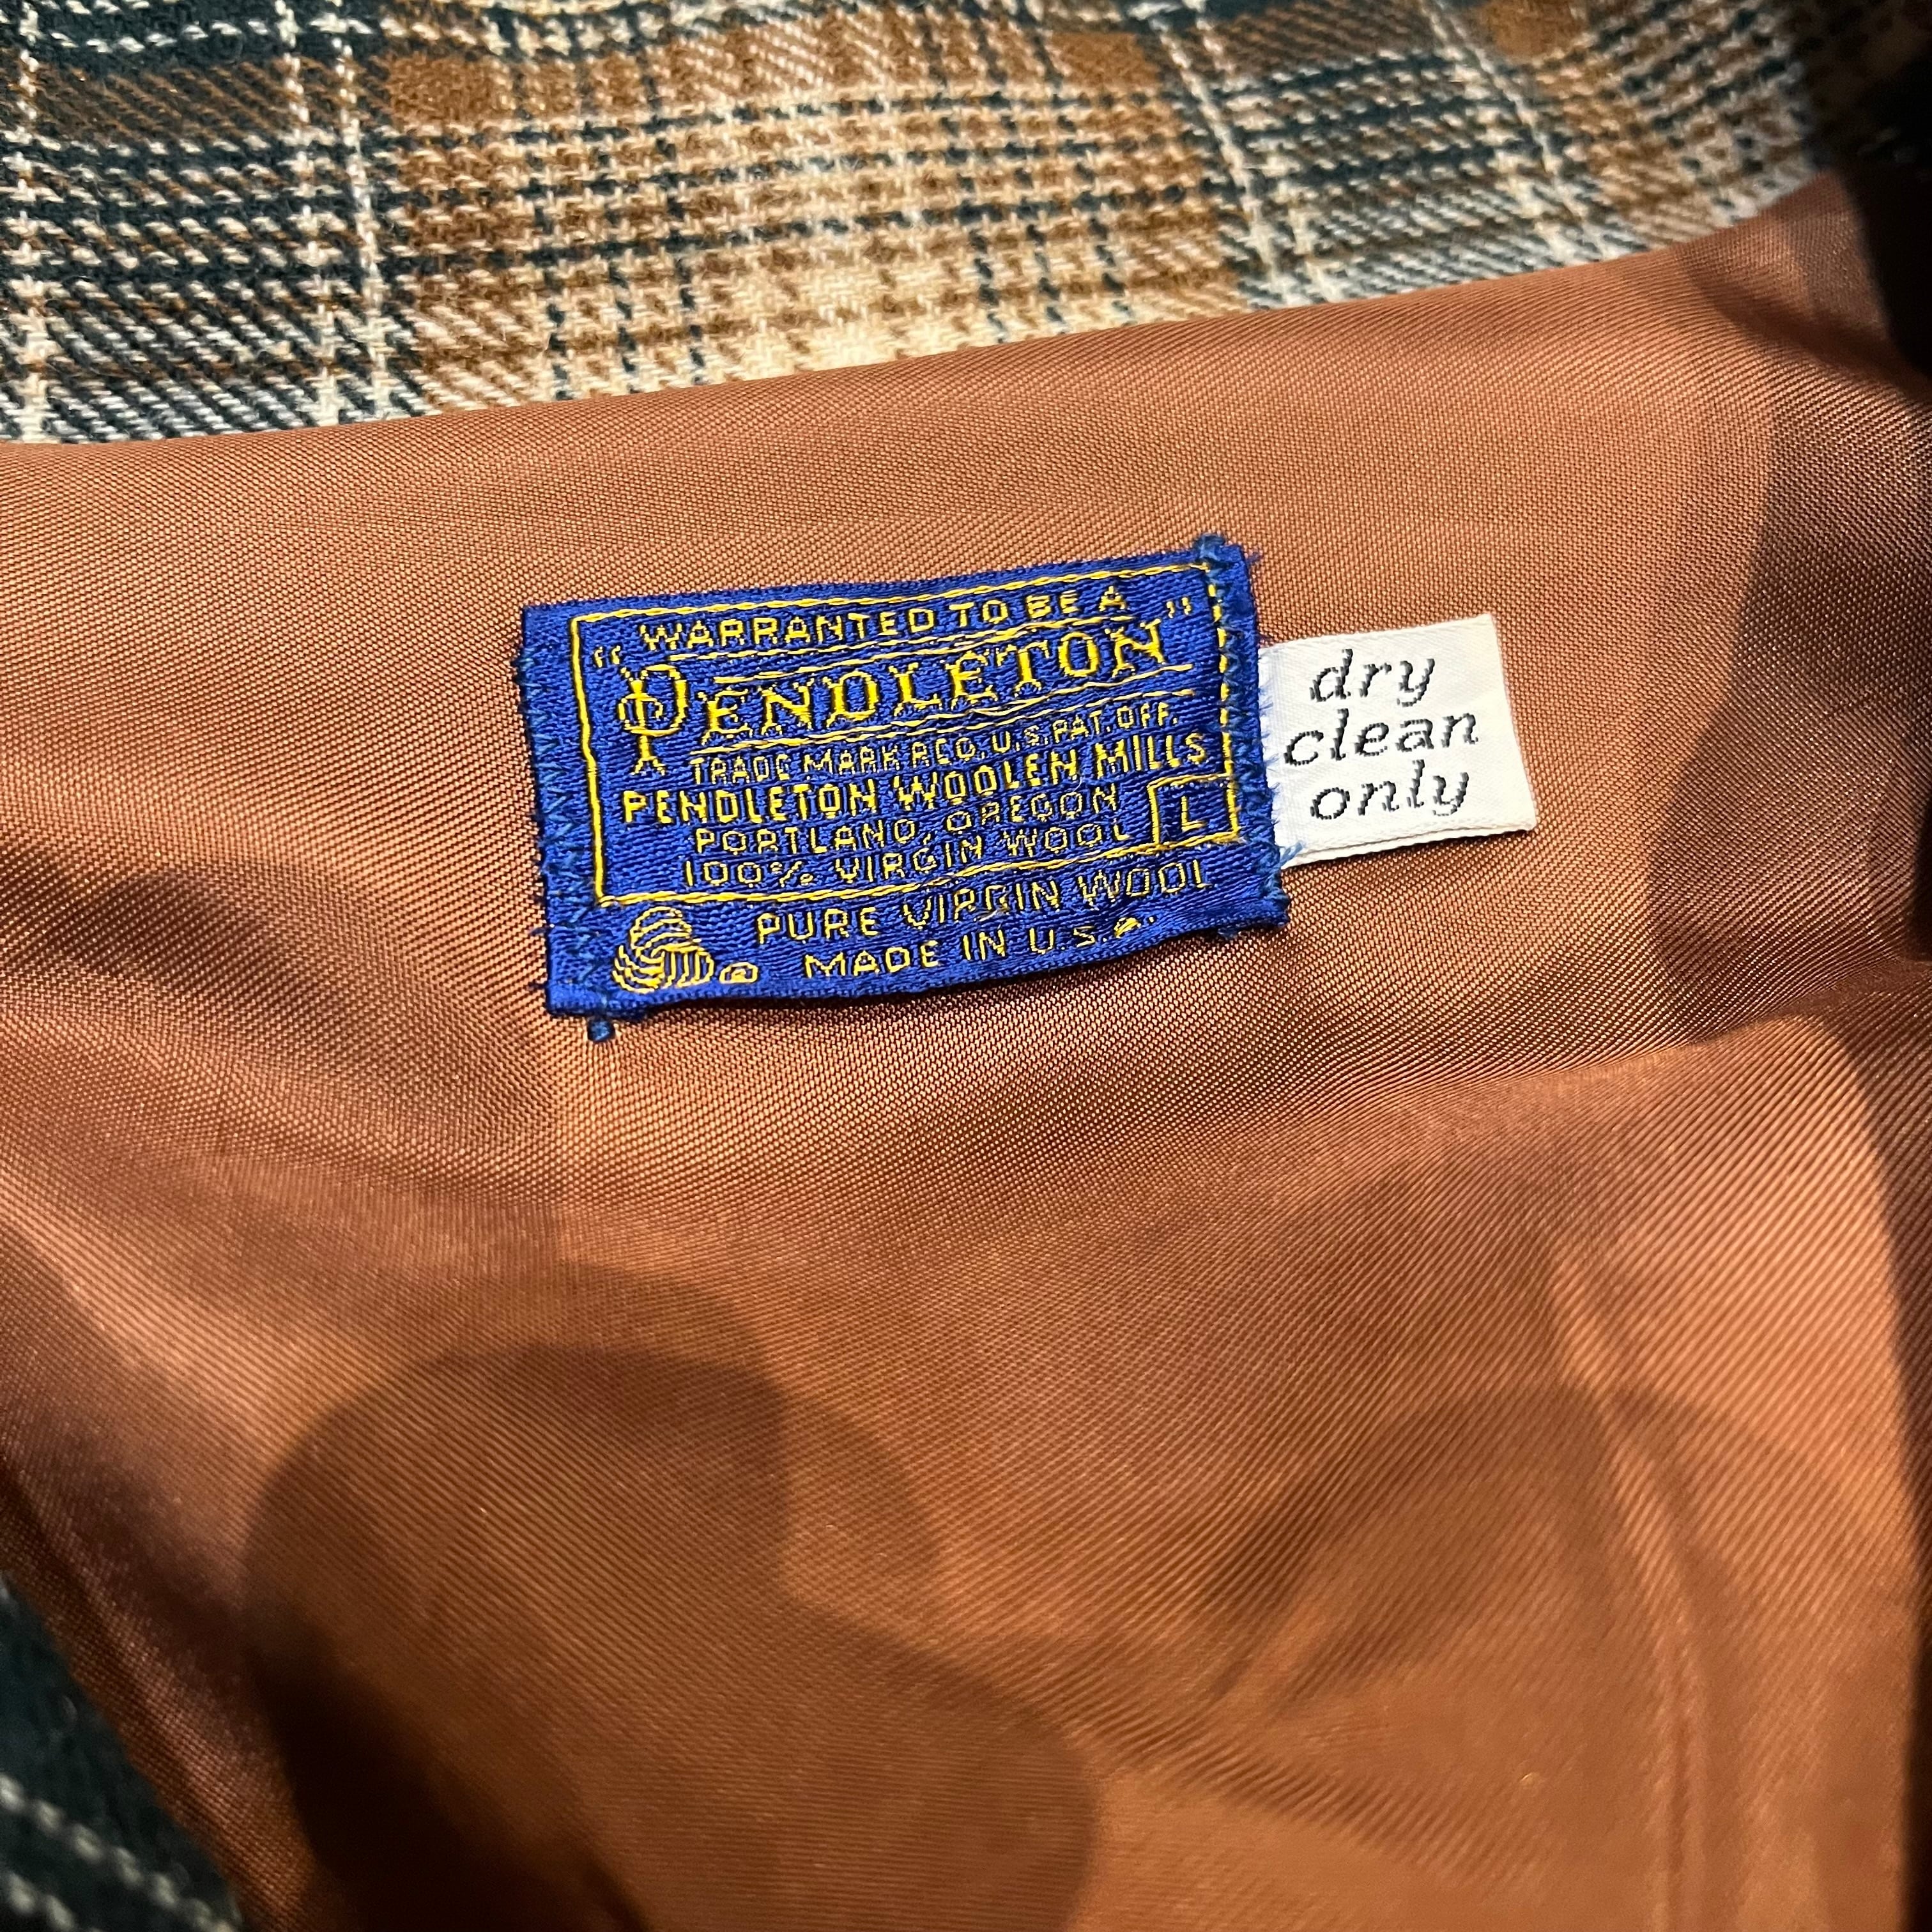 WARRANTED TO BE A
"PENDLETON"
TRADE MARK REG. U.S. PAT. OFF.
PENDLETON WOOLEN MILLS
PORTLAND, OREGON
100% VIRGIN WOOL
L
PURE VIRGIN WOOL
® MADE IN U.S.A.
dry
clean
only